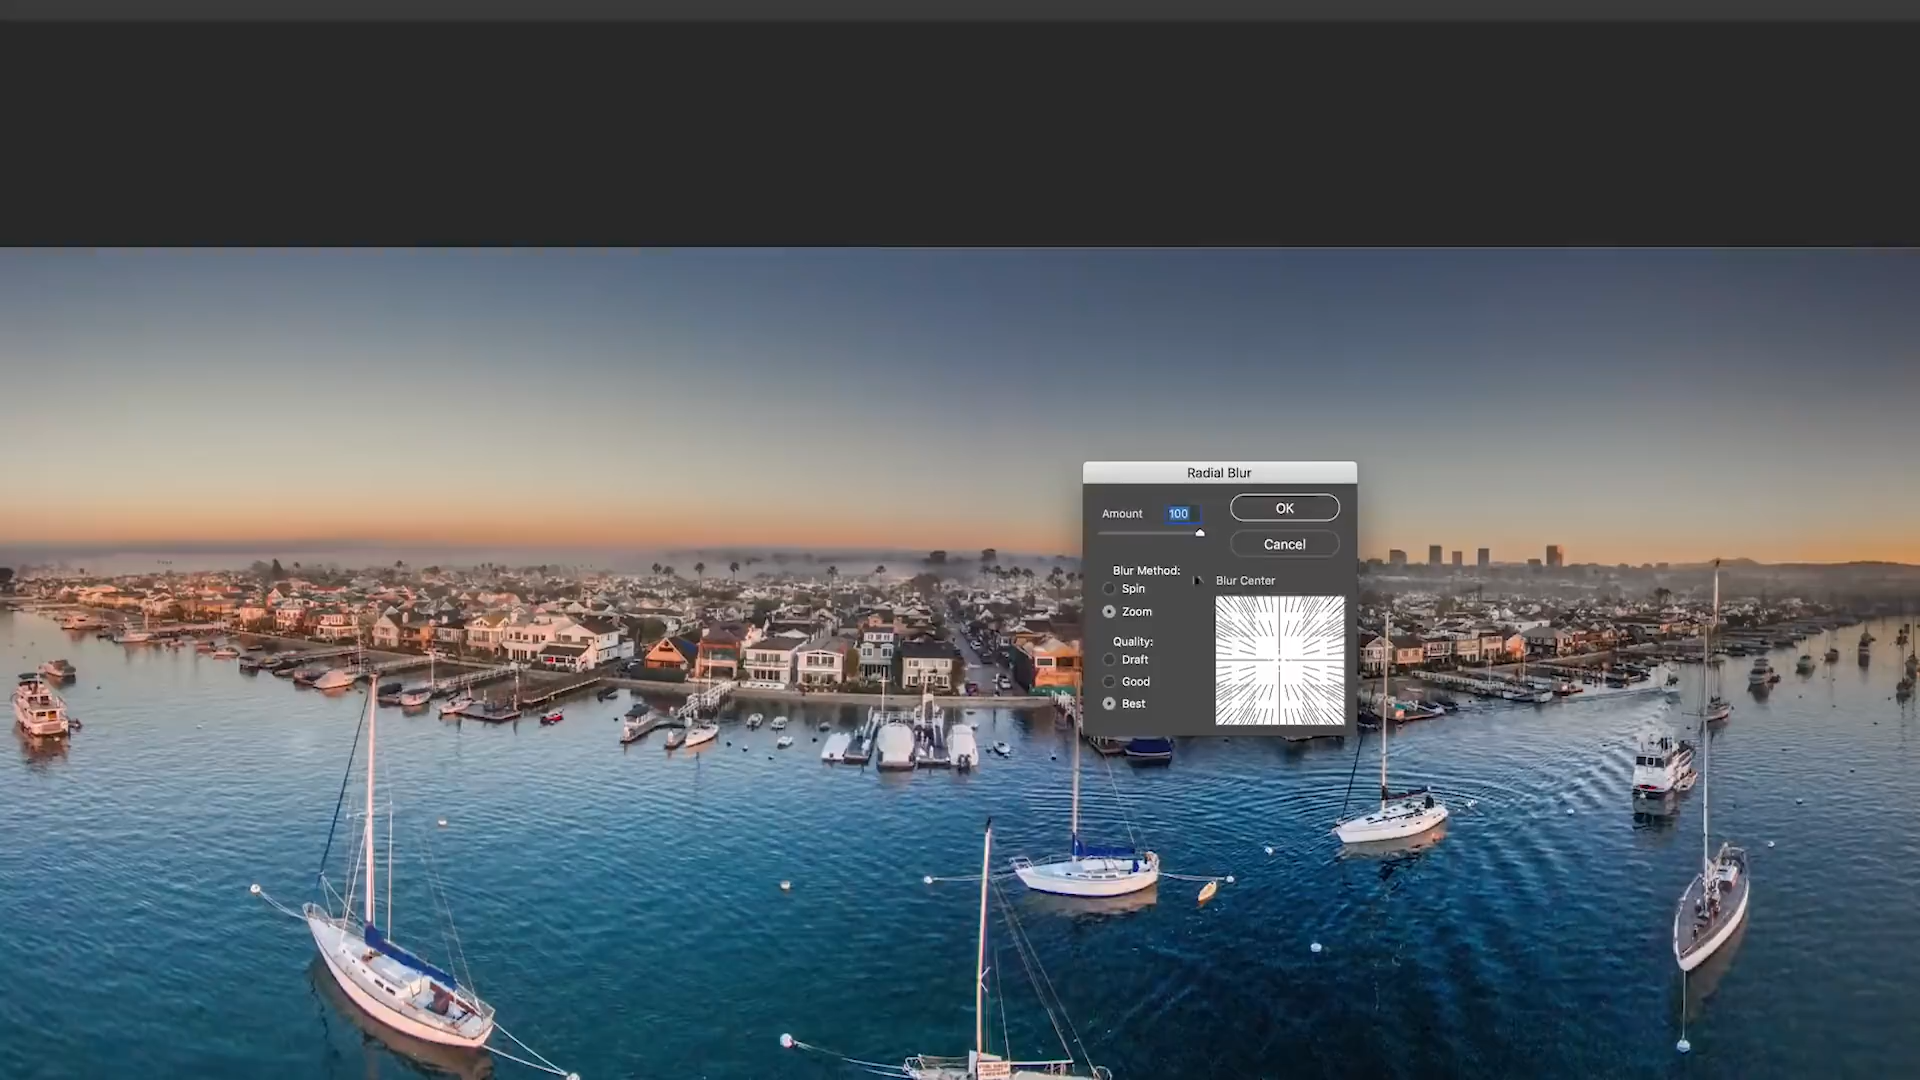 Radial Blur
Amount 100
OK
Cancel
Blur Method:
Spin
Zoom
Blur Center
Quality:
Draft
Good
Best